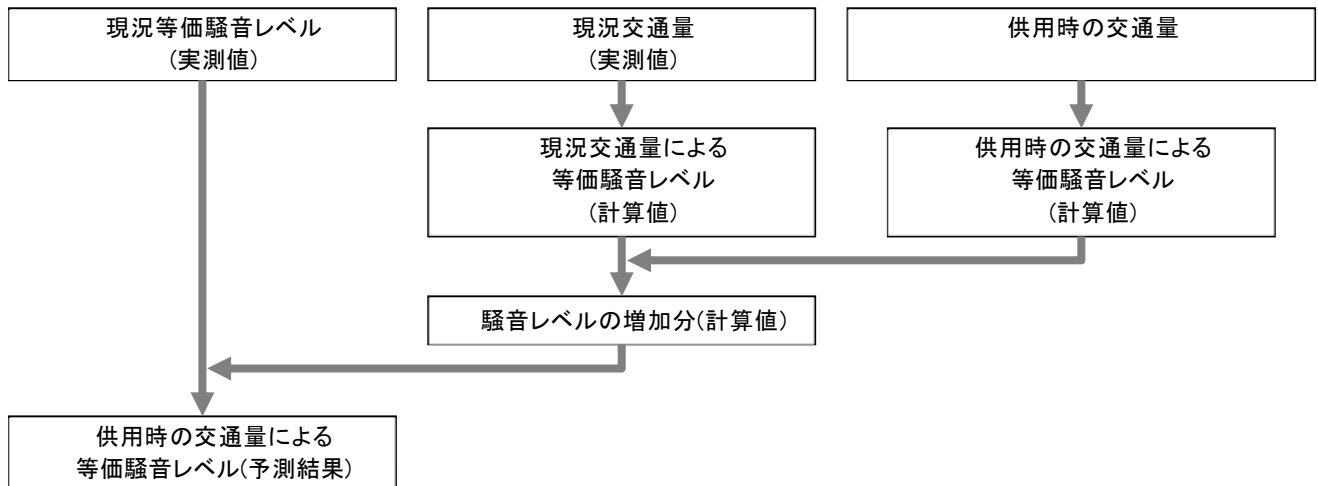 現況等価騒音レベル
(実測値)
現況交通量
(実測値)
供用時の交通量
現況交通量による
等価騒音レベル
(計算値)
供用時の交通量による
等価騒音レベル
(計算値)
騒音レベルの増加分(計算値)
供用時の交通量による
等価騒音レベル(予測結果)